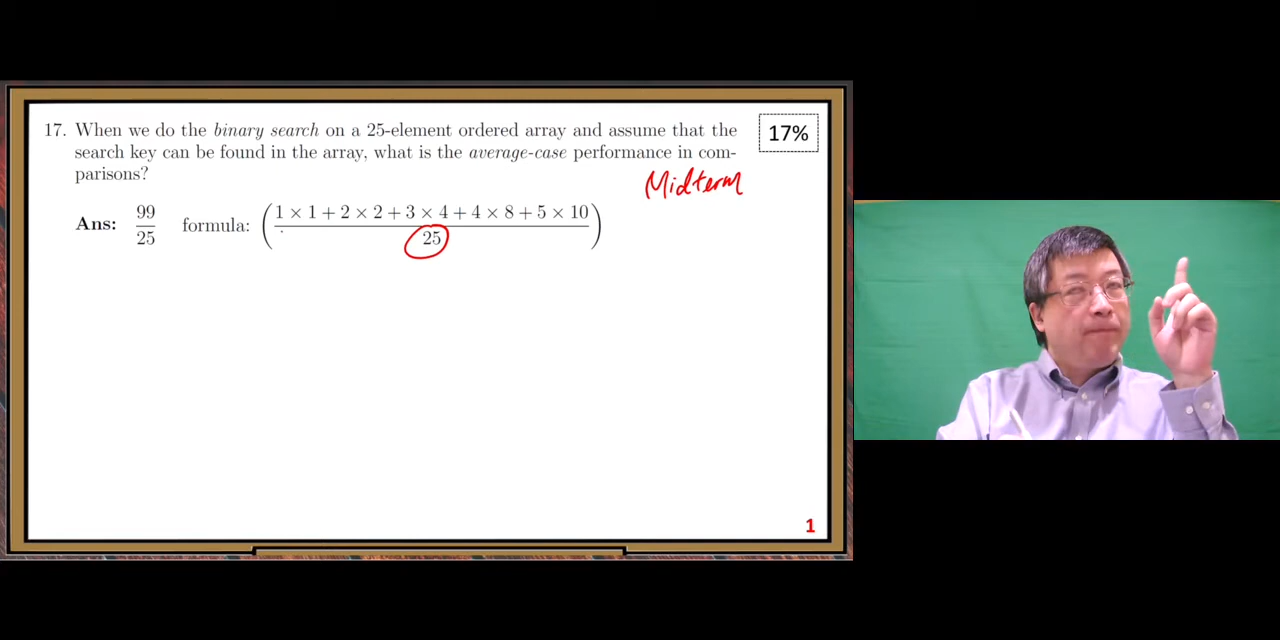 17. When we do the binary search on a 25-element ordered array and assume that the
search key can be found in the array, what is the average-case performance in com-
parisons?
17%
Midterm
Ans: 99/25 formula: ( (1 × 1 + 2 × 2 + 3 × 4 + 4 × 8 + 5 × 10) / 25 )
1